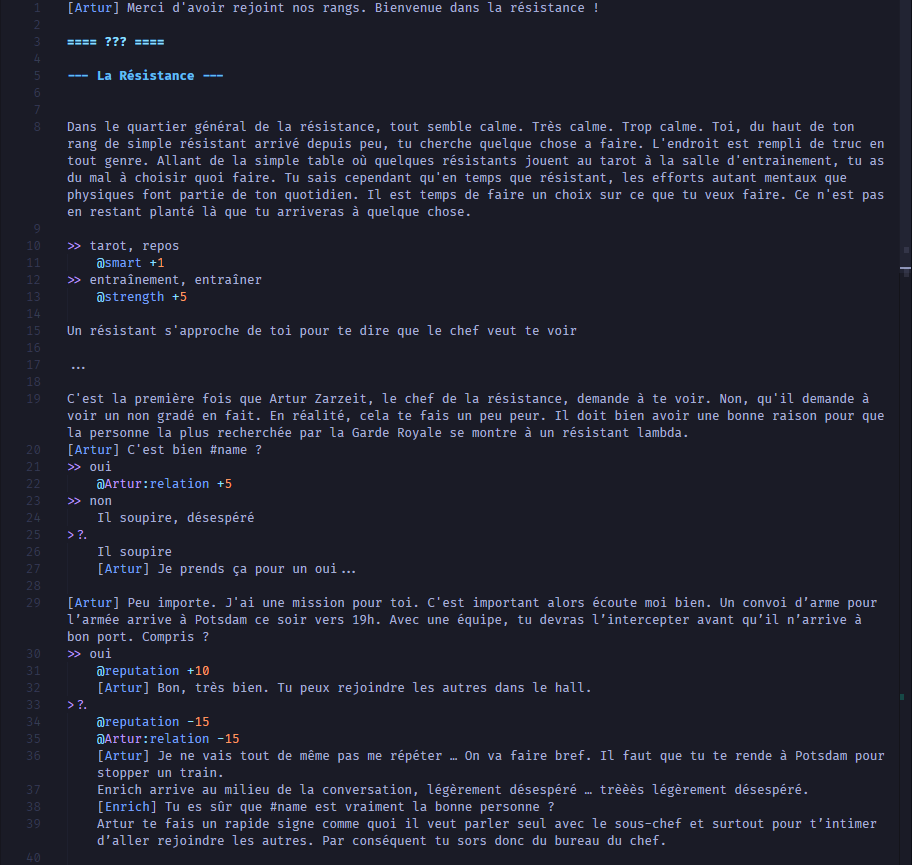 1 [Artur] Merci d'avoir rejoint nos rangs. Bienvenue dans la résistance !
2
3 ==== ??? ====
4
5 --- La Résistance ---
6
7
8 Dans le quartier général de la résistance, tout semble calme. Très calme. Trop calme. Toi, du haut de ton
rang de simple résistant arrivé depuis peu, tu cherche quelque chose a faire. L'endroit est rempli de truc en
tout genre. Allant de la simple table où quelques résistants jouent au tarot à la salle d'entrainement, tu as
du mal à choisir quoi faire. Tu sais cependant qu'en temps que résistant, les efforts autant mentaux que
physiques font partie de ton quotidien. Il est temps de faire un choix sur ce que tu veux faire. Ce n'est pas
en restant planté là que tu arriveras à quelque chose.
9
10 >> tarot, repos
11 @smart +1
12 >> entraînement, entraîner
13 @strength +5
14
15 Un résistant s'approche de toi pour te dire que le chef veut te voir
16
17 ...
18
19 C'est la première fois que Artur Zarzeit, le chef de la résistance, demande à te voir. Non, qu'il demande à
voir un non gradé en fait. En réalité, cela te fais un peu peur. Il doit bien avoir une bonne raison pour que
la personne la plus recherchée par la Garde Royale se montre à un résistant lambda.
20 [Artur] C'est bien #name ?
21 >> oui
22 @Artur:relation +5
23 >> non
24 Il soupire, désespéré
25 >?.
26 Il soupire
27 [Artur] Je prends ça pour un oui...
28
29 [Artur] Peu importe. J'ai une mission pour toi. C'est important alors écoute moi bien. Un convoi d’arme pour
l’armée arrive à Potsdam ce soir vers 19h. Avec une équipe, tu devras l’intercepter avant qu’il n’arrive à
bon port. Compris ?
30 >> oui
31 @reputation +10
32 [Artur] Bon, très bien. Tu peux rejoindre les autres dans le hall.
33 >?.
34 @reputation -15
35 @Artur:relation -15
36 [Artur] Je ne vais tout de même pas me répéter … On va faire bref. Il faut que tu te rende à Potsdam pour
stopper un train.
37 Enrich arrive au milieu de la conversation, légèrement désespéré … trèèès légèrement désespéré.
38 [Enrich] Tu es sûr que #name est vraiment la bonne personne ?
39 Artur te fais un rapide signe comme quoi il veut parler seul avec le sous-chef et surtout pour t’intimer
d’aller rejoindre les autres. Par conséquent tu sors donc du bureau du chef.
40